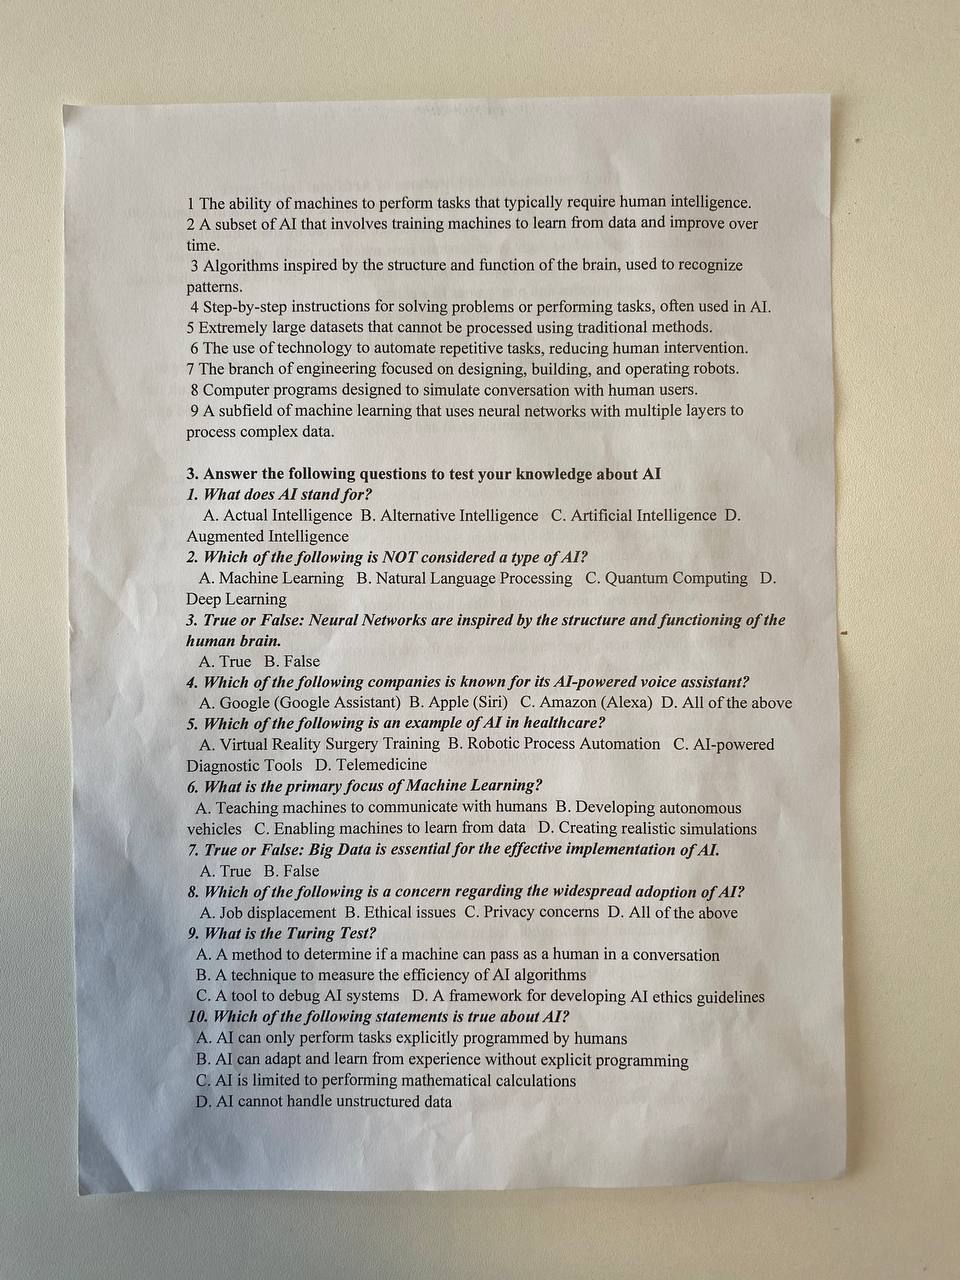 1 The ability of machines to perform tasks that typically require human intelligence.
2 A subset of AI that involves training machines to learn from data and improve over
time.
3 Algorithms inspired by the structure and function of the brain, used to recognize
patterns.
4 Step-by-step instructions for solving problems or performing tasks, often used in AI.
5 Extremely large datasets that cannot be processed using traditional methods.
6 The use of technology to automate repetitive tasks, reducing human intervention.
7 The branch of engineering focused on designing, building, and operating robots.
8 Computer programs designed to simulate conversation with human users.
9 A subfield of machine learning that uses neural networks with multiple layers to
process complex data.
3. Answer the following questions to test your knowledge about AI
1. What does AI stand for?
A. Actual Intelligence B. Alternative Intelligence C. Artificial Intelligence D.
Augmented Intelligence
2. Which of the following is NOT considered a type of AI?
A. Machine Learning B. Natural Language Processing C. Quantum Computing D.
Deep Learning
3. True or False: Neural Networks are inspired by the structure and functioning of the
human brain.
A. True B. False
4. Which of the following companies is known for its AI-powered voice assistant?
A. Google (Google Assistant) B. Apple (Siri) C. Amazon (Alexa) D. All of the above
5. Which of the following is an example of AI in healthcare?
A. Virtual Reality Surgery Training B. Robotic Process Automation C. AI-powered
Diagnostic Tools D. Telemedicine
6. What is the primary focus of Machine Learning?
A. Teaching machines to communicate with humans B. Developing autonomous
vehicles C. Enabling machines to learn from data D. Creating realistic simulations
7. True or False: Big Data is essential for the effective implementation of AI.
A. True B. False
8. Which of the following is a concern regarding the widespread adoption of AI?
A. Job displacement B. Ethical issues C. Privacy concerns D. All of the above
9. What is the Turing Test?
A. A method to determine if a machine can pass as a human in a conversation
B. A technique to measure the efficiency of AI algorithms
C. A tool to debug AI systems D. A framework for developing AI ethics guidelines
10. Which of the following statements is true about AI?
A. AI can only perform tasks explicitly programmed by humans
B. AI can adapt and learn from experience without explicit programming
C. AI is limited to performing mathematical calculations
D. AI cannot handle unstructured data